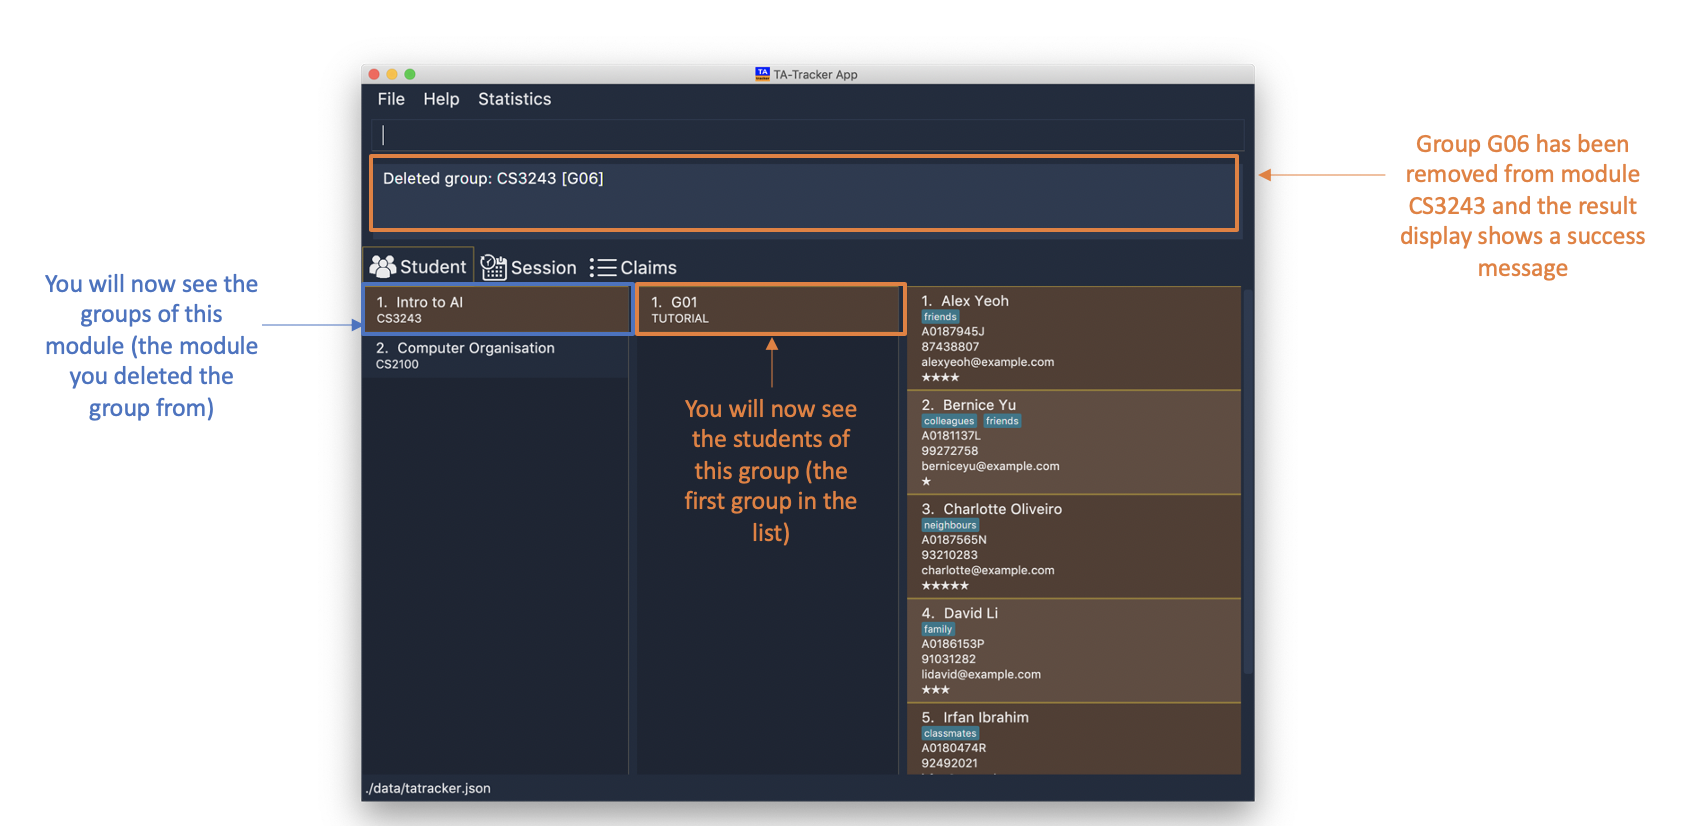 TA TA-Tracker App
File Help Statistics
Deleted group: CS3243 [G06]
Group G06 has been
removed from module
CS3243 and the result
display shows a success
message
Student Session Claims
You will now see the
groups of this
module (the module
you deleted the
group from)
1. Intro to AI
CS3243
2. Computer Organisation
CS2100
1. G01
TUTORIAL
You will now see
the students of
this group (the
first group in the
list)
1. Alex Yeoh
friends
A0187945J
87438807
alexyeoh@example.com
★★★★
2. Bernice Yu
colleagues friends
A0181137L
99272758
berniceyu@example.com
★
3. Charlotte Oliveiro
neighbours
A0187565N
93210283
charlotte@example.com
★★★★★
4. David Li
family
A0186153P
91031282
lidavid@example.com
★★★
5. Irfan Ibrahim
classmates
A0180474R
92492021
./data/tatracker.json